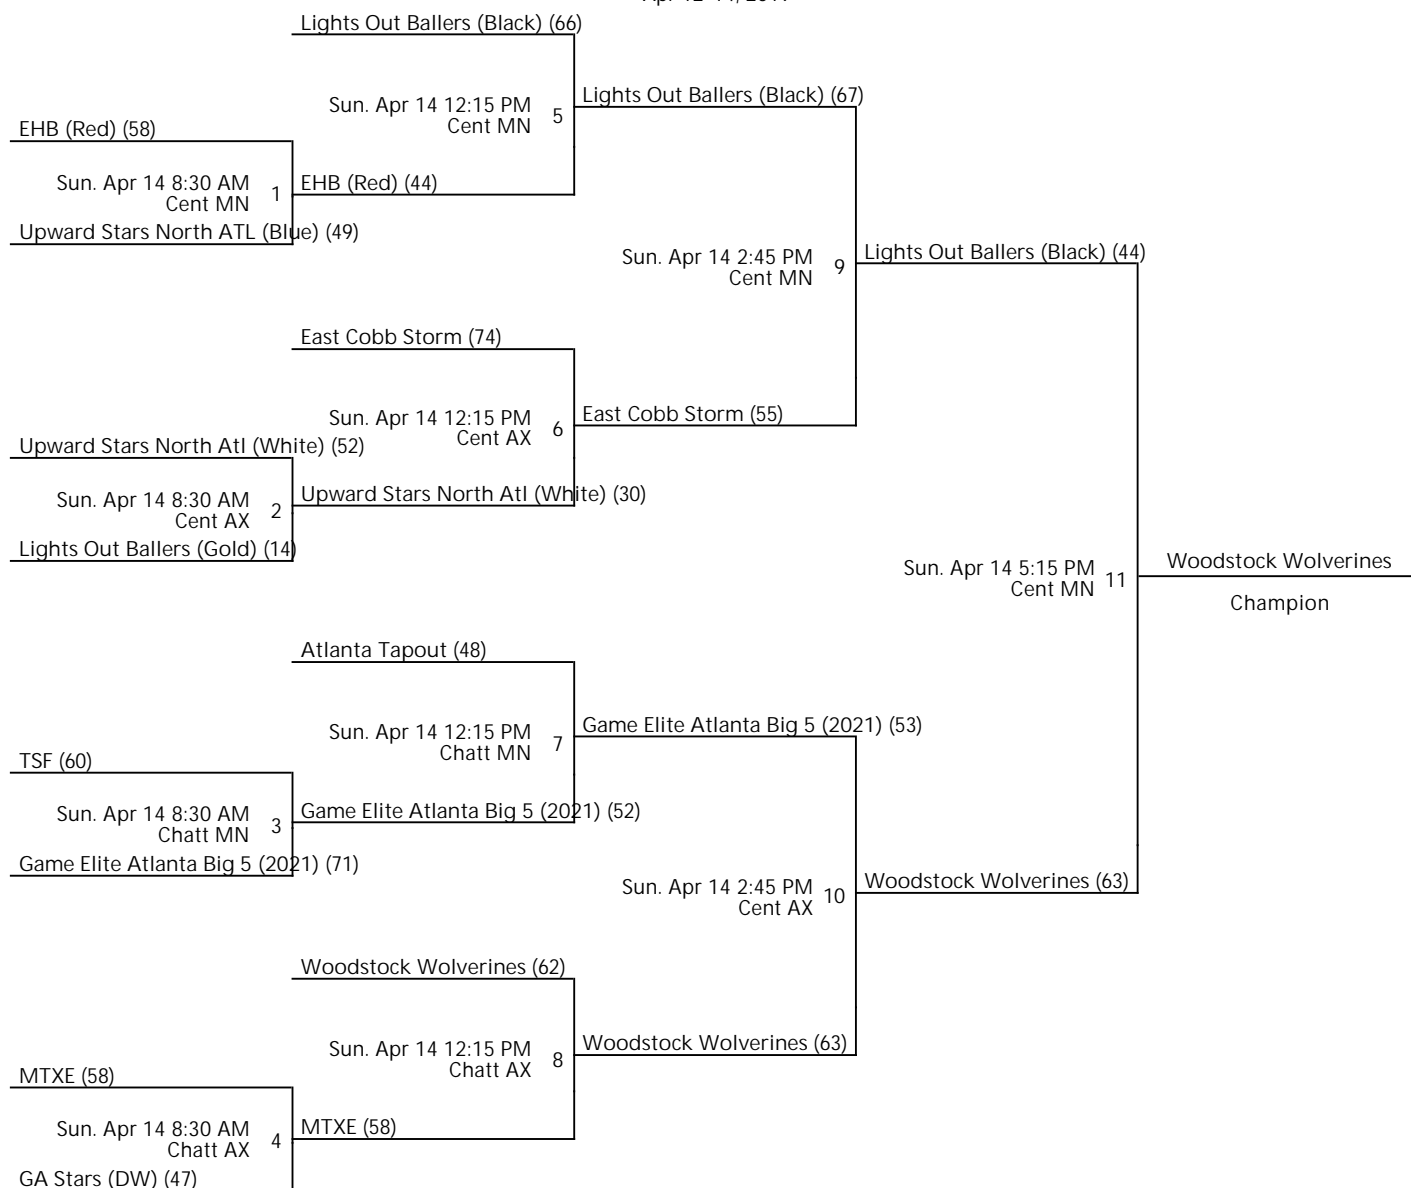 Lights Out Ballers (Black) (66)
Sun. Apr 14 12:15 PM
Cent MN
5
Lights Out Ballers (Black) (67)
EHB (Red) (58)
Sun. Apr 14 8:30 AM
Cent MN
1
EHB (Red) (44)
Upward Stars North ATL (Blue) (49)
Sun. Apr 14 2:45 PM
Cent MN
9
Lights Out Ballers (Black) (44)
East Cobb Storm (74)
Sun. Apr 14 12:15 PM
Cent AX
6
East Cobb Storm (55)
Upward Stars North Atl (White) (52)
Sun. Apr 14 8:30 AM
Cent AX
2
Upward Stars North Atl (White) (30)
Lights Out Ballers (Gold) (14)
Sun. Apr 14 5:15 PM
Cent MN
11
Woodstock Wolverines
Champion
Atlanta Tapout (48)
Sun. Apr 14 12:15 PM
Chatt MN
7
Game Elite Atlanta Big 5 (2021) (53)
TSF (60)
Sun. Apr 14 8:30 AM
Chatt MN
3
Game Elite Atlanta Big 5 (2021) (52)
Game Elite Atlanta Big 5 (2021) (71)
Sun. Apr 14 2:45 PM
Cent AX
10
Woodstock Wolverines (63)
Woodstock Wolverines (62)
Sun. Apr 14 12:15 PM
Chatt AX
8
Woodstock Wolverines (63)
MTXE (58)
Sun. Apr 14 8:30 AM
Chatt AX
4
MTXE (58)
GA Stars (DW) (47)